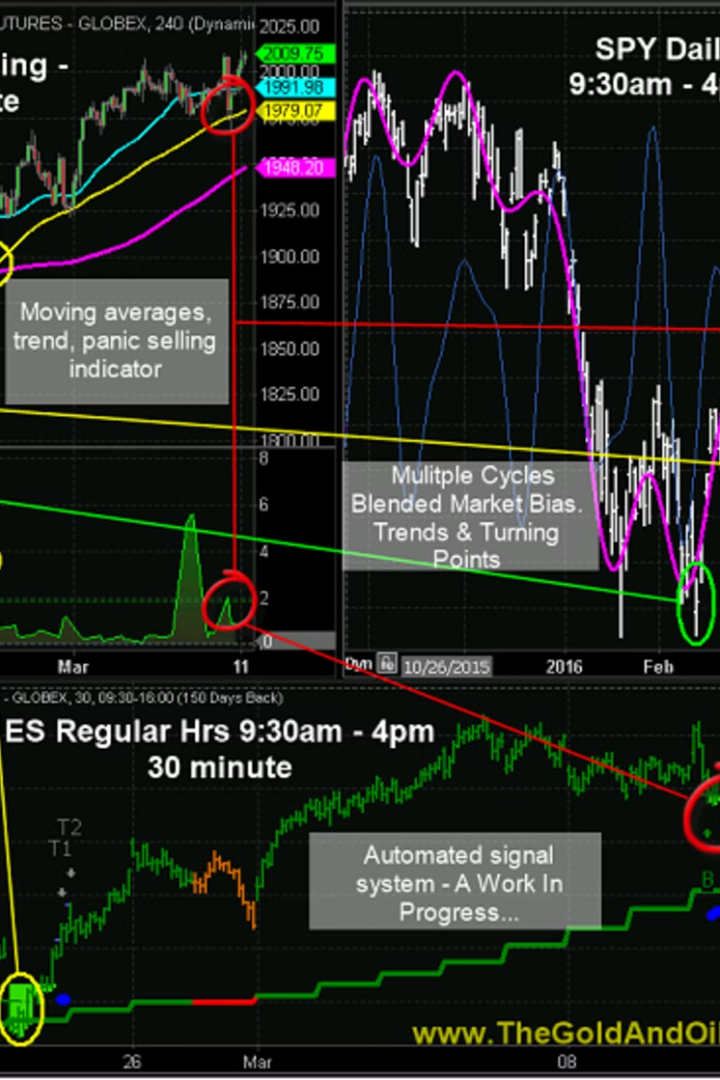 UTURES - GLOBEX, 240 (Dynami
2025.00
2009.75
2000.00
1991.98
1979.07
1948.20
1925.00
1900.00
1875.00
1850.00
1825.00
1800.00
8
6
4
2
0
ing -
te
Moving averages,
trend, panic selling
indicator
Mar
11
SPY Dail
9:30am - 4
Mulitple Cycles
Blended Market Bias.
Trends & Turning
Points
Dyn
10/26/2015
2016
Feb
- GLOBEX, 30, 09:30-16:00 (150 Days Back)
ES Regular Hrs 9:30am - 4pm
30 minute
T2
T1
Automated signal
system - A Work In
Progress...
B
www.TheGoldAndOi
26
Mar
08